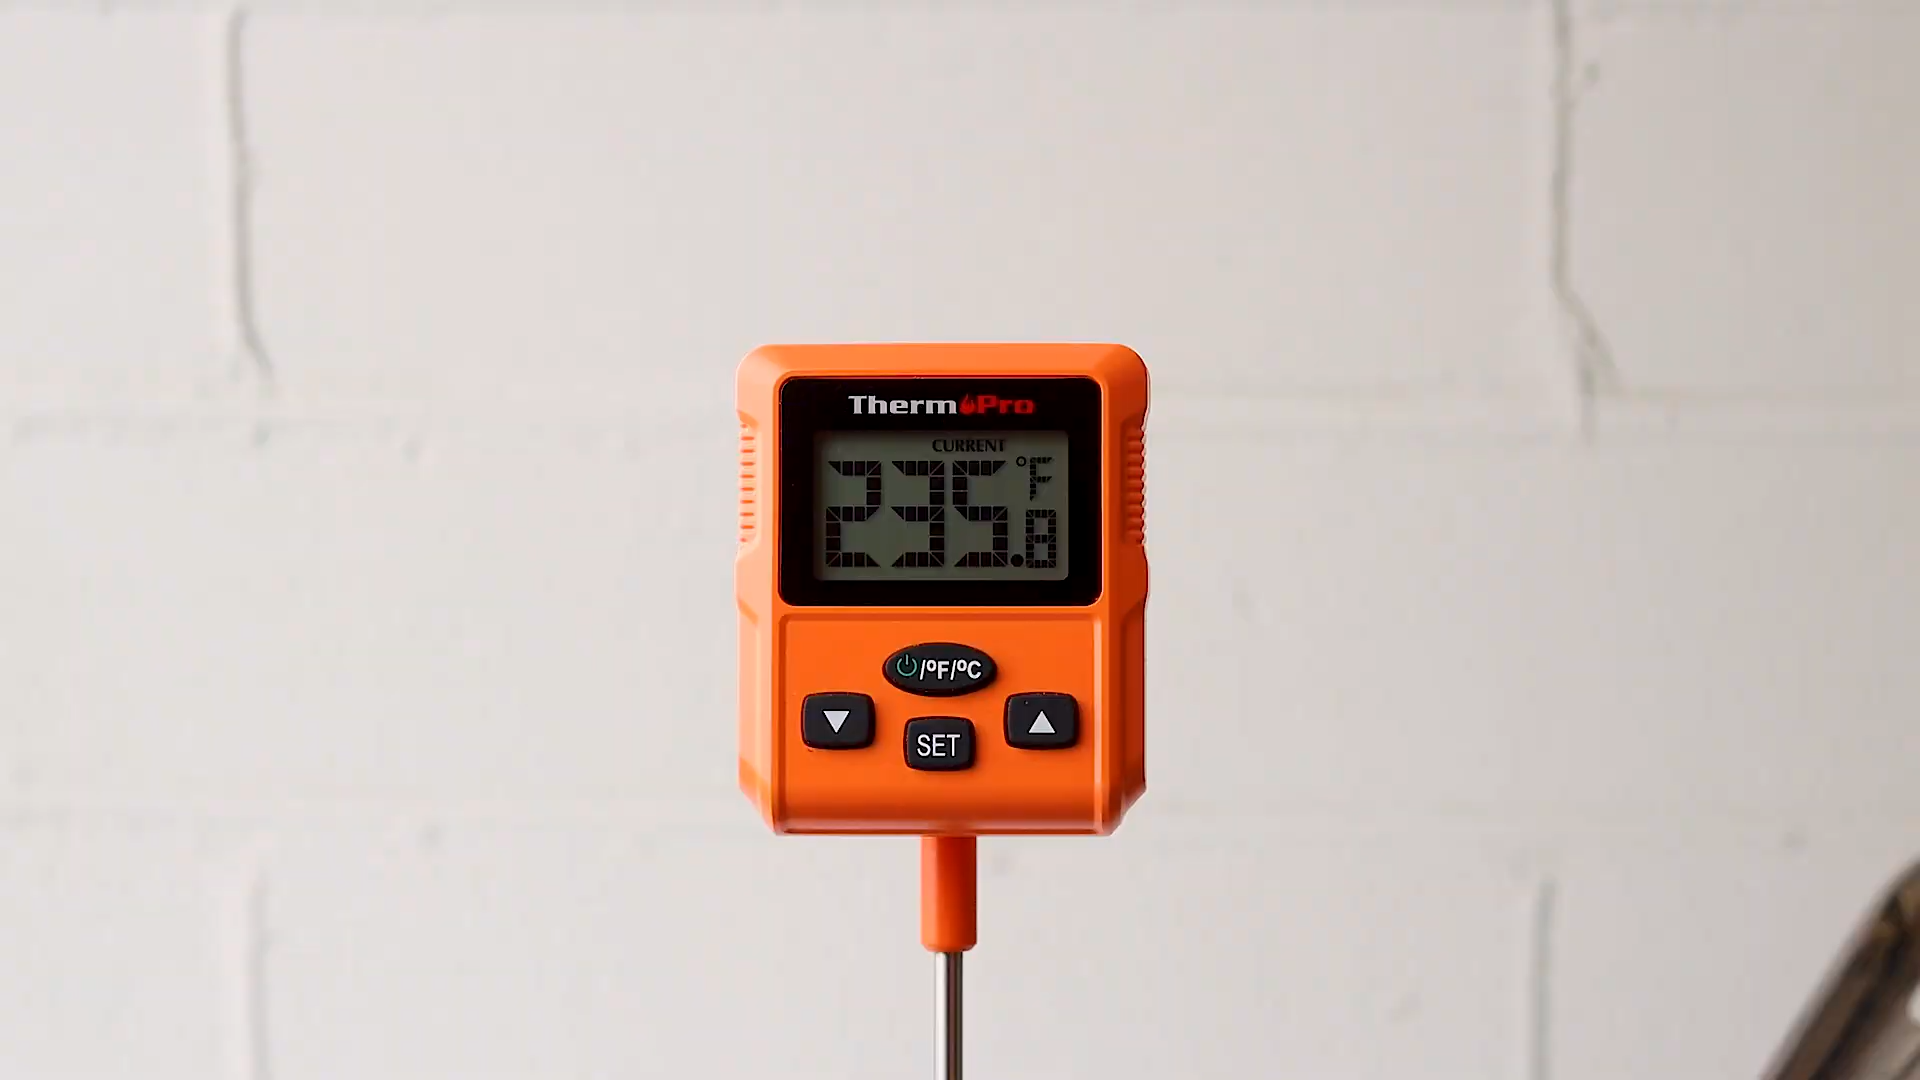 ThermoPro
CURRENT
235.8 °F
⏻/ºF/ºC
▼ ▲
SET